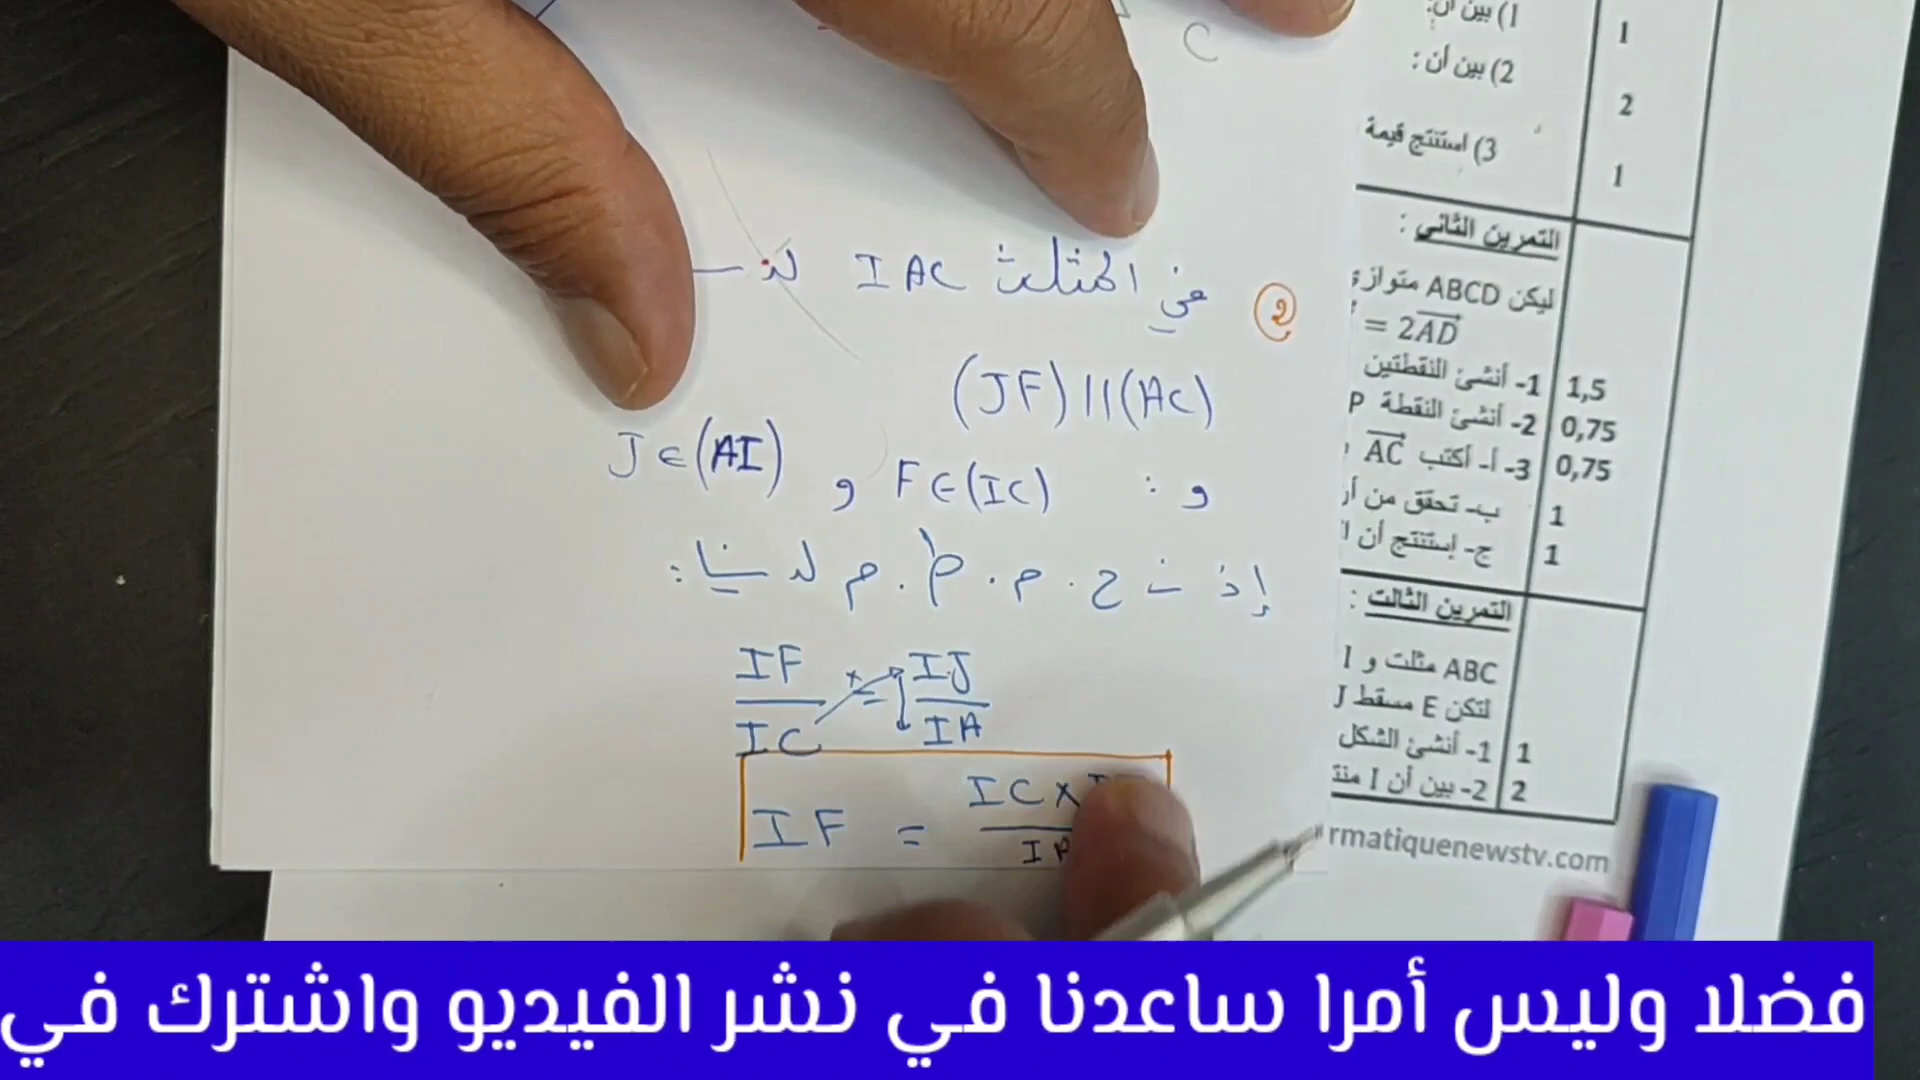 C
② في المثلث IAC لد
(JF) || (AC)
و : F ∈ (IC) و J ∈ (AI)
إذن ح . م . ط . م لدينا :
IF/IC = IJ/IA
IF = IC ×
1) بين أن: 1
2) بين أن : 2
3) استنتج قيمة 1
التمرين الثاني :
ليكن ABCD متوازي
= 2AD
1- أنشئ النقطتين 1,5
2- أنشئ النقطة P 0,75
3- أ- أكتب AC 0,75
ب- تحقق من أن 1
ج- إستنتج أن 1
التمرين الثالث :
ABC مثلث و I
لتكن E مسقط J
1- أنشئ الشكل 1
2- بين أن I 2
rmatiquenewstv.com
فضلا وليس أمرا ساعدنا في نشر الفيديو واشترك في